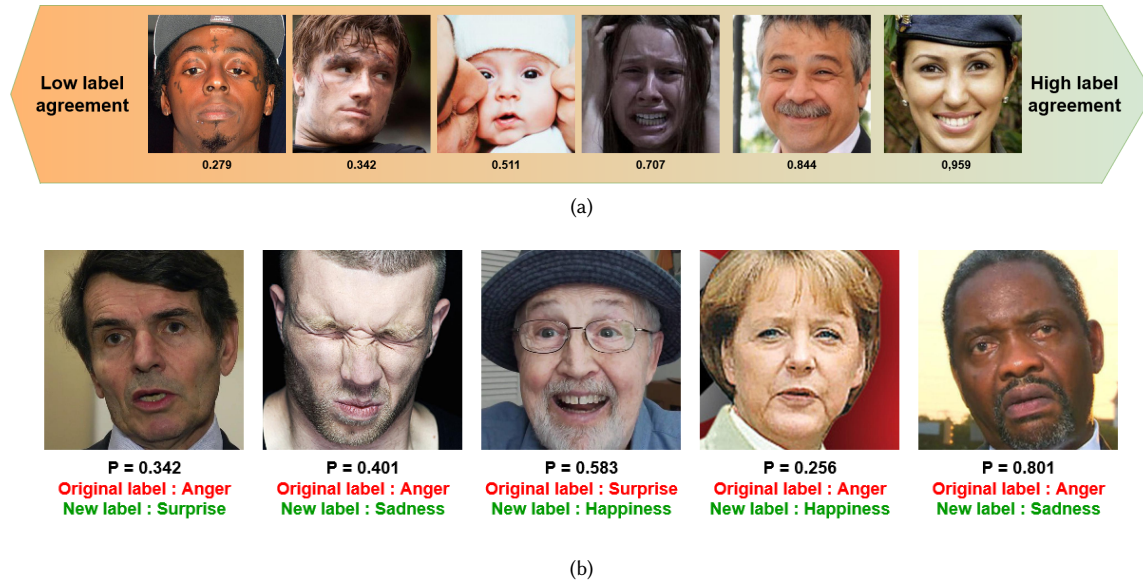 Low label
agreement
High label
agreement
0.279
0.342
0.511
0.707
0.844
0,959
(a)
P = 0.342
Original label : Anger
New label : Surprise
P = 0.401
Original label : Anger
New label : Sadness
P = 0.583
Original label : Surprise
New label : Happiness
P = 0.256
Original label : Anger
New label : Happiness
P = 0.801
Original label : Anger
New label : Sadness
(b)